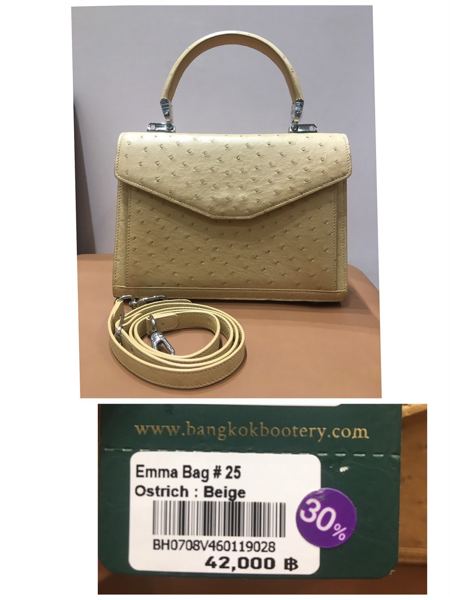 www.bangkokbootery.com
Emma Bag # 25
Ostrich : Beige
30%
BH0708V460119028
42,000 ฿